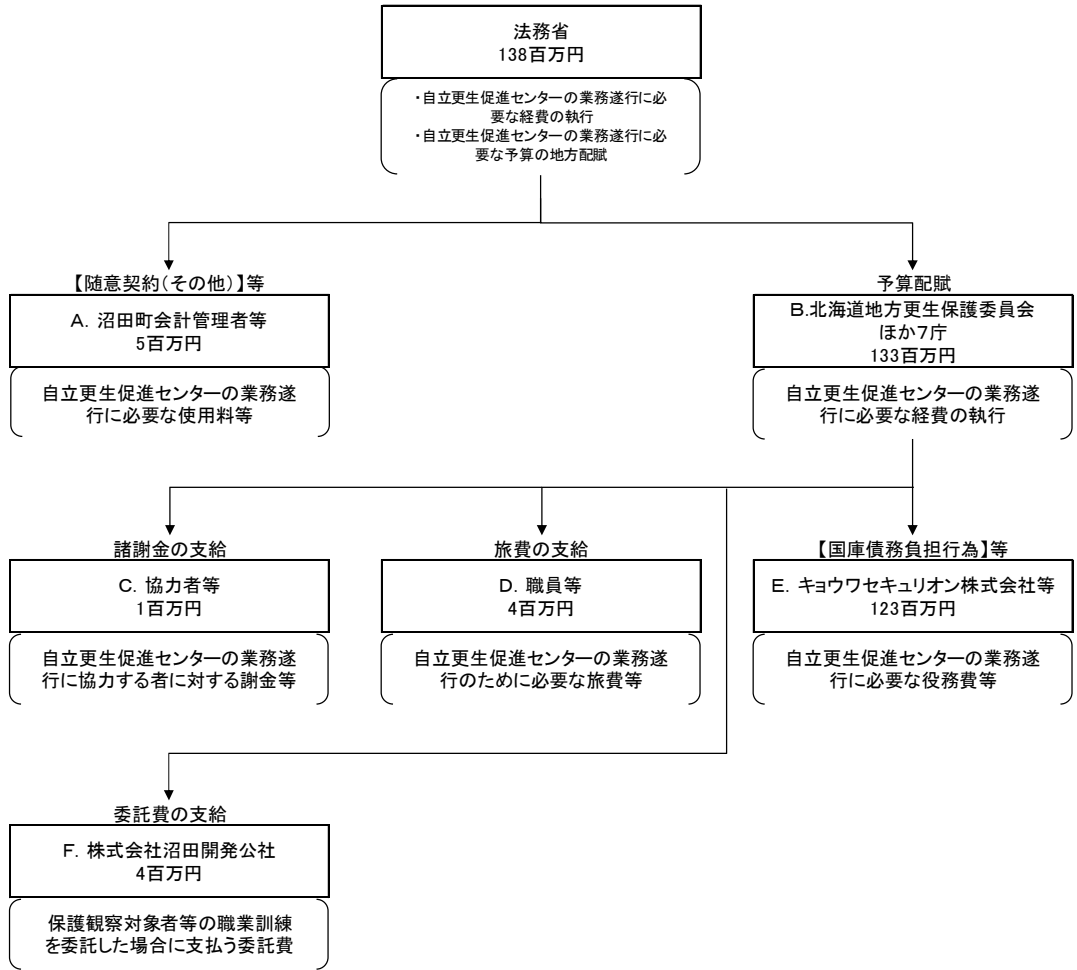 法務省
138百万円
・自立更生促進センターの業務遂行に必
要な経費の執行
・自立更生促進センターの業務遂行に必
要な予算の地方配賦
【随意契約(その他)】等
A．沼田町会計管理者等
5百万円
自立更生促進センターの業務遂
行に必要な使用料等
予算配賦
B.北海道地方更生保護委員会
ほか7庁
133百万円
自立更生促進センターの業務遂
行に必要な経費の執行
諸謝金の支給
C．協力者等
1百万円
自立更生促進センターの業務遂
行に協力する者に対する謝金等
旅費の支給
D．職員等
4百万円
自立更生促進センターの業務遂
行のために必要な旅費等
【国庫債務負担行為】等
E．キョウワセキュリオン株式会社等
123百万円
自立更生促進センターの業務遂
行に必要な役務費等
委託費の支給
F．株式会社沼田開発公社
4百万円
保護観察対象者等の職業訓練
を委託した場合に支払う委託費